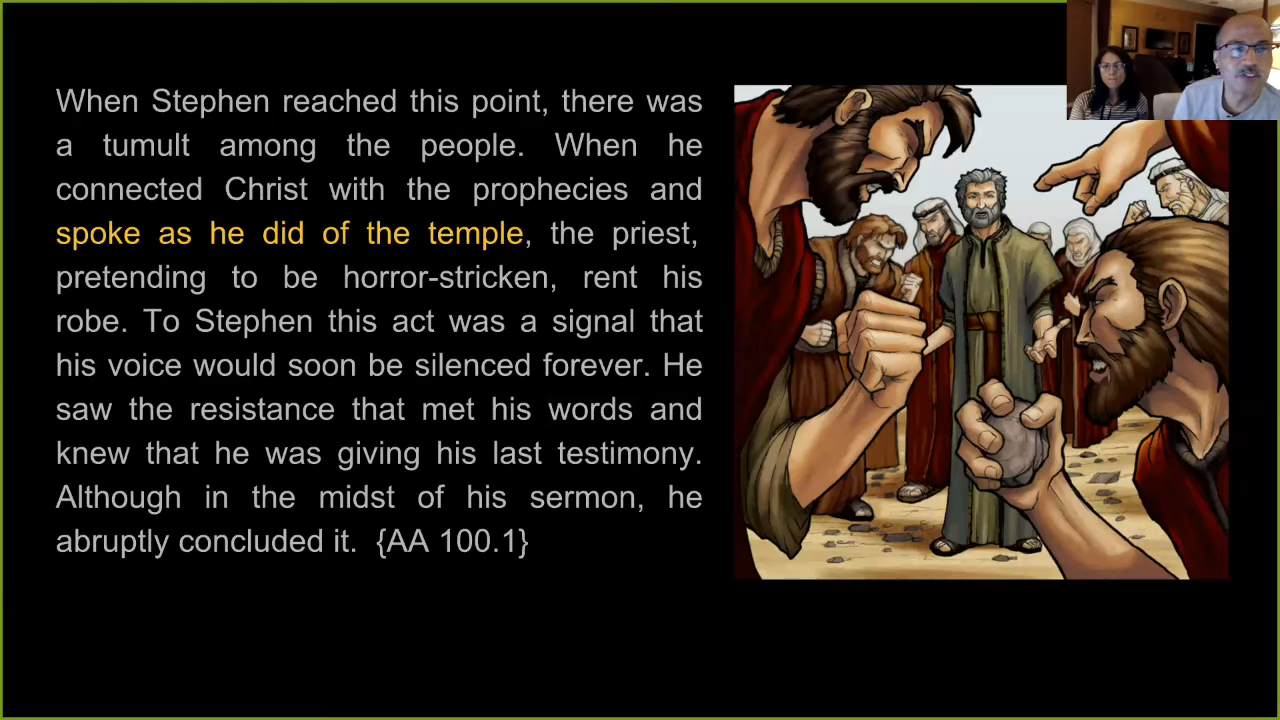 When Stephen reached this point, there was
a tumult among the people. When he
connected Christ with the prophecies and
spoke as he did of the temple, the priest,
pretending to be horror-stricken, rent his
robe. To Stephen this act was a signal that
his voice would soon be silenced forever. He
saw the resistance that met his words and
knew that he was giving his last testimony.
Although in the midst of his sermon, he
abruptly concluded it. {AA 100.1}